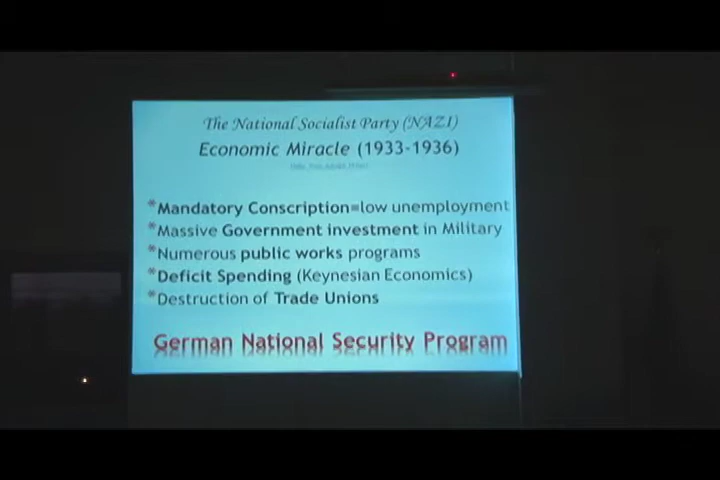 The National Socialist Party (NAZI)
Economic Miracle (1933-1936)
*Mandatory Conscription=low unemployment
*Massive Government investment in Military
*Numerous public works programs
*Deficit Spending (Keynesian Economics)
*Destruction of Trade Unions
German National Security Program